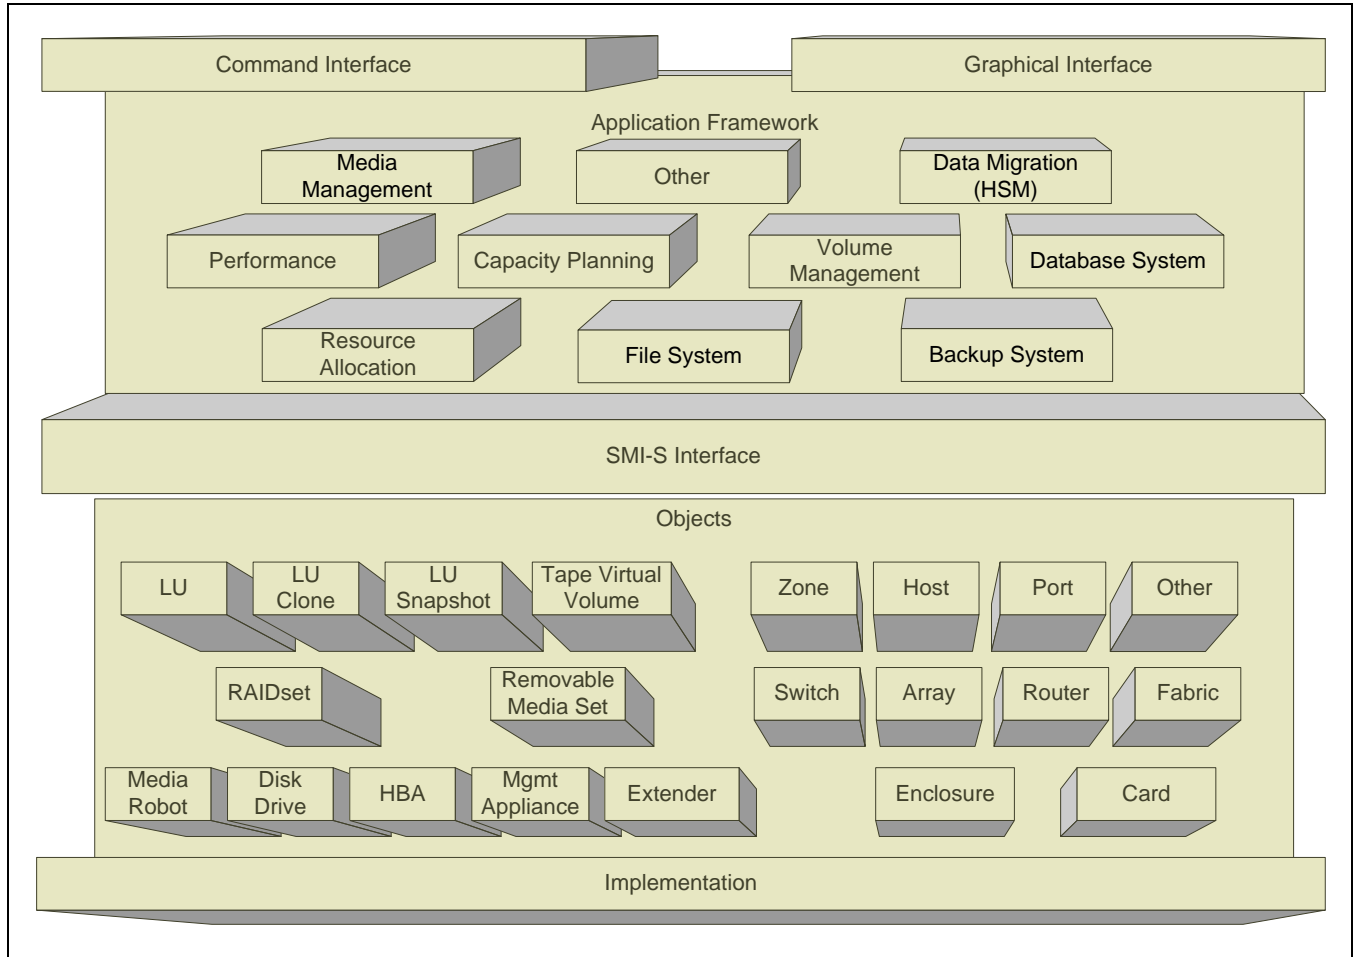 Command Interface
Graphical Interface
Application Framework
Media
Management
Other
Data Migration
(HSM)
Performance
Capacity Planning
Volume
Management
Database System
Resource
Allocation
File System
Backup System
SMI-S Interface
Objects
LU
LU
Clone
LU
Snapshot
Tape Virtual
Volume
Zone
Host
Port
Other
RAIDset
Removable
Media Set
Switch
Array
Router
Fabric
Media
Robot
Disk
Drive
HBA
Mgmt
Appliance
Extender
Enclosure
Card
Implementation